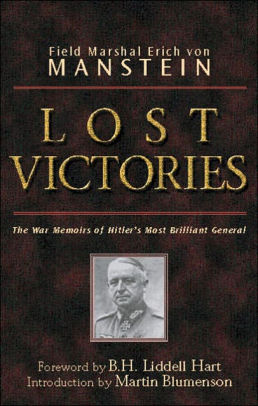 Field Marshal Erich von
MANSTEIN
LOST
VICTORIES
The War Memoirs of Hitler's Most Brilliant General
Foreword by B.H. Liddell Hart
Introduction by Martin Blumenson